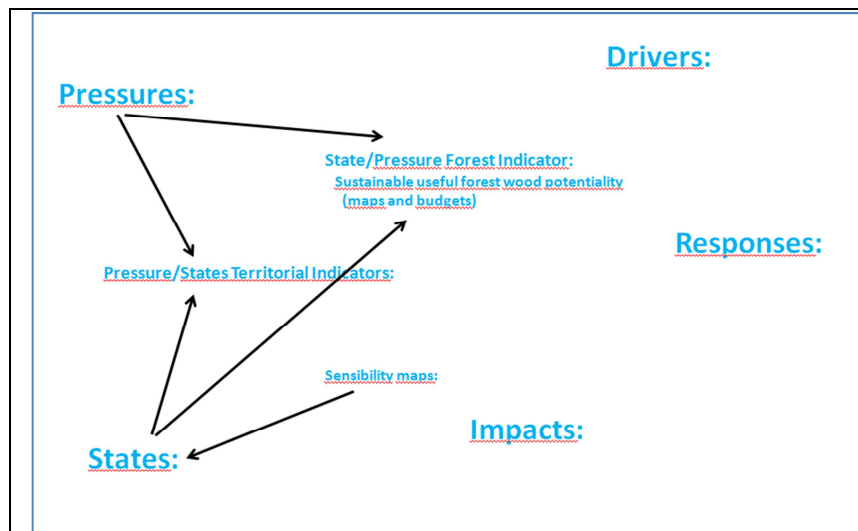 Drivers:
Pressures:
State/Pressure Forest Indicator:
Sustainable useful forest wood potentiality
(maps and budgets)
Responses:
Pressure/States Territorial Indicators:
Sensibility maps:
Impacts:
States: